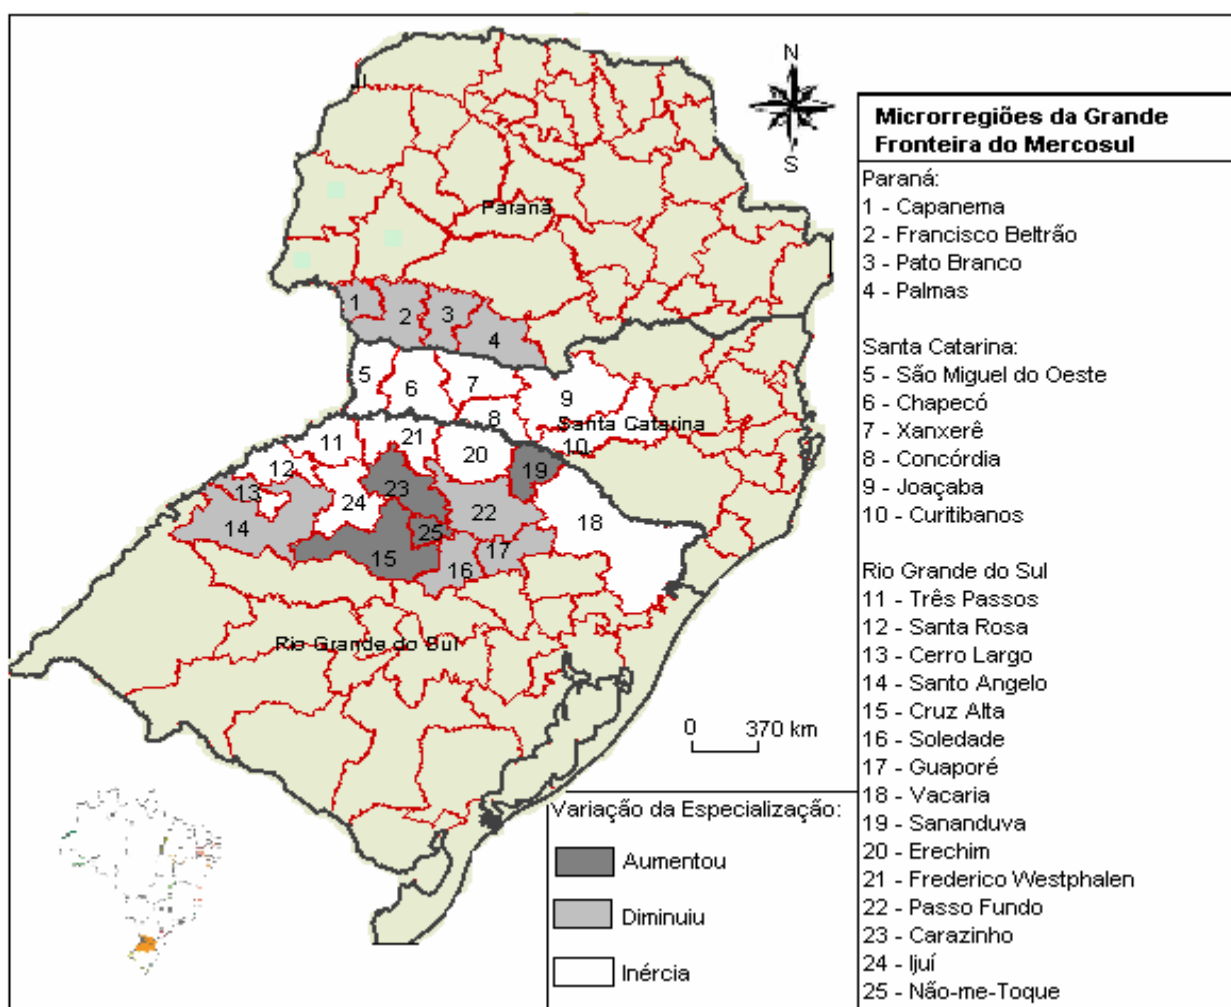 N
S
Microrregiões da Grande
Fronteira do Mercosul
Paraná:
1 - Capanema
2 - Francisco Beltrão
3 - Pato Branco
4 - Palmas
Santa Catarina:
5 - São Miguel do Oeste
6 - Chapecó
7 - Xanxerê
8 - Concórdia
9 - Joaçaba
10 - Curitibanos
Rio Grande do Sul
11 - Três Passos
12 - Santa Rosa
13 - Cerro Largo
14 - Santo Angelo
15 - Cruz Alta
16 - Soledade
17 - Guaporé
18 - Vacaria
19 - Sananduva
20 - Erechim
21 - Frederico Westphalen
22 - Passo Fundo
23 - Carazinho
24 - Ijuí
25 - Não-me-Toque
Paraná
1
2
3
4
5
6
7
8
9
Santa Catarina
10
11
21
20
19
12
13
23
24
22
14
25
18
15
17
16
Rio Grande do Sul
0 370 km
Variação da Especialização:
Aumentou
Diminuiu
Inércia